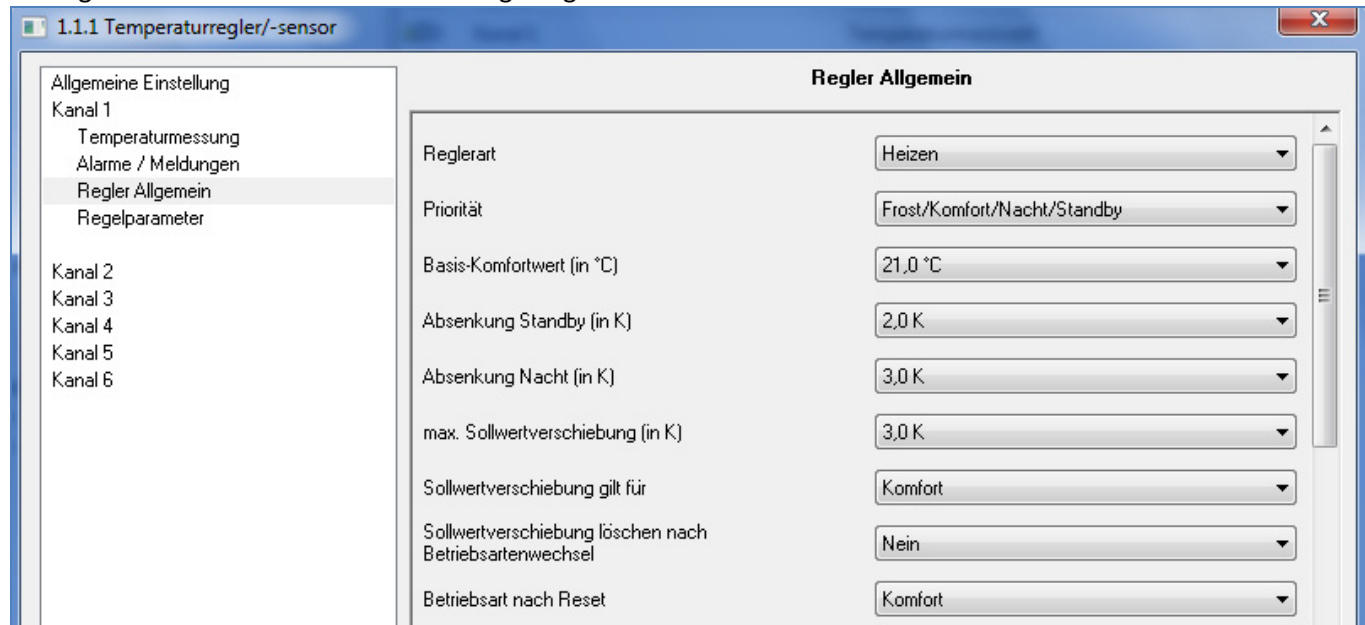 1.1.1 Temperaturregler/-sensor
Allgemeine Einstellung
Kanal 1
Temperaturmessung
Alarme / Meldungen
Regler Allgemein
Regelparameter
Kanal 2
Kanal 3
Kanal 4
Kanal 5
Kanal 6
Regler Allgemein
Reglerart Heizen
Priorität Frost/Komfort/Nacht/Standby
Basis-Komfortwert (in °C) 21,0 °C
Absenkung Standby (in K) 2,0 K
Absenkung Nacht (in K) 3,0 K
max. Sollwertverschiebung (in K) 3,0 K
Sollwertverschiebung gilt für Komfort
Sollwertverschiebung löschen nach
Betriebsartenwechsel Nein
Betriebsart nach Reset Komfort